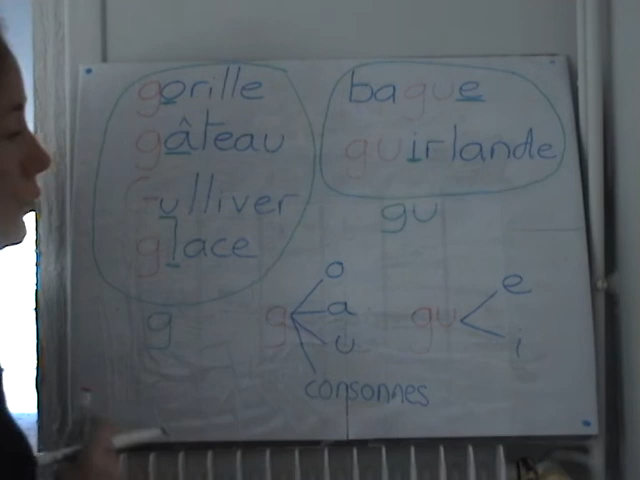 gorille
gâteau
Gulliver
glace
g
bague
guirlande
gu
g
o
a
u
consonnes
gu
e
i